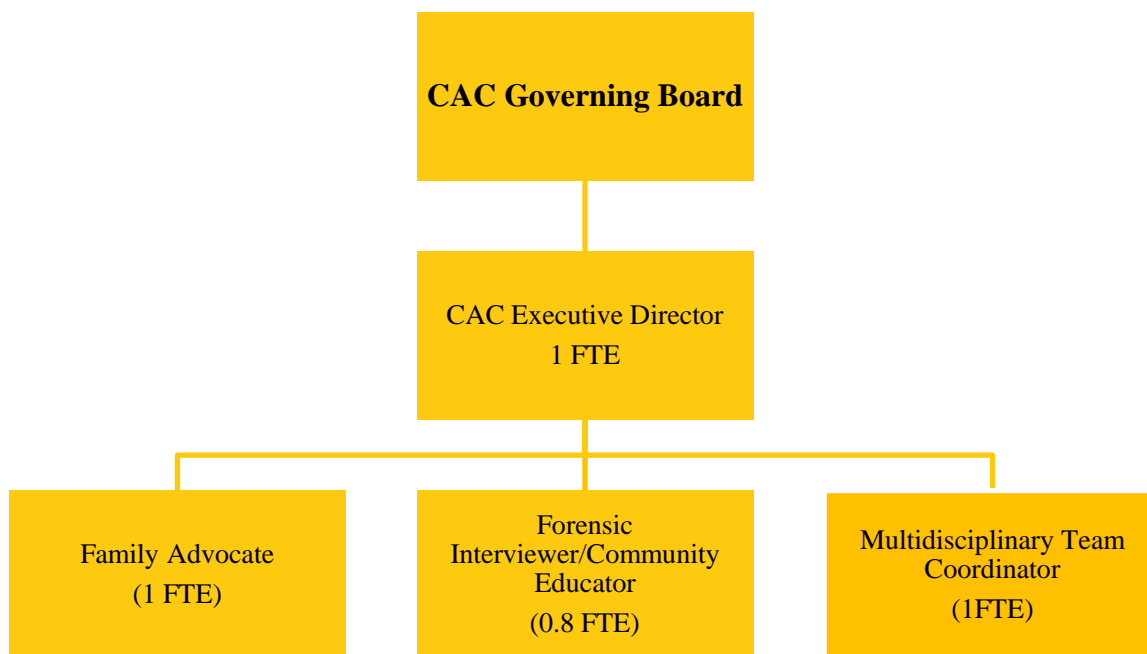 CAC Governing Board
CAC Executive Director
1 FTE
Family Advocate
(1 FTE)
Forensic
Interviewer/Community
Educator
(0.8 FTE)
Multidisciplinary Team
Coordinator
(1FTE)